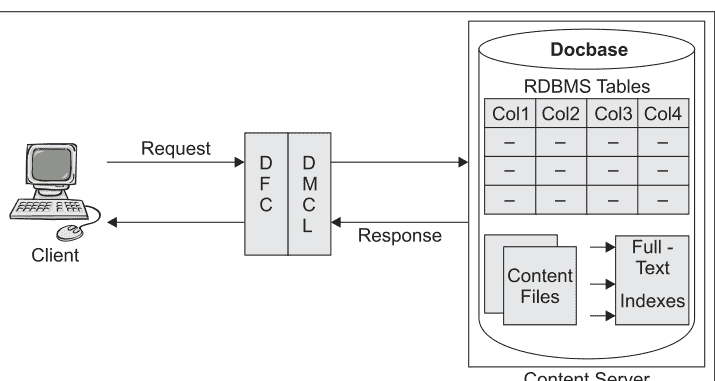 Docbase
RDBMS Tables
Col1 Col2 Col3 Col4
– – – –
– – – –
– – – –
Request
D
F
C
D
M
C
L
Response
Client
Content
Files
Full -
Text
Indexes
Content Server